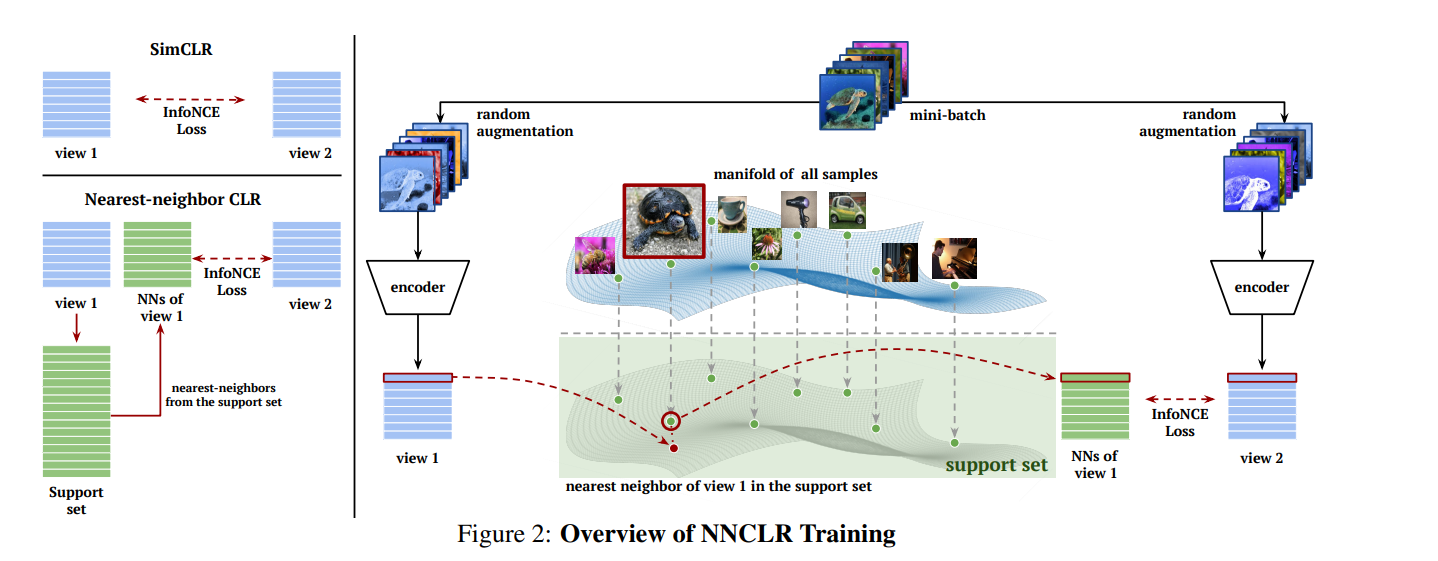 SimCLR
InfoNCE
Loss
view 1
view 2
Nearest-neighbor CLR
InfoNCE
Loss
view 1
NNs of
view 1
view 2
nearest-neighbors
from the support set
Support
set
random
augmentation
mini-batch
random
augmentation
manifold of all samples
encoder
encoder
view 1
support set
nearest neighbor of view 1 in the support set
NNs of
view 1
InfoNCE
Loss
view 2
Figure 2: Overview of NNCLR Training